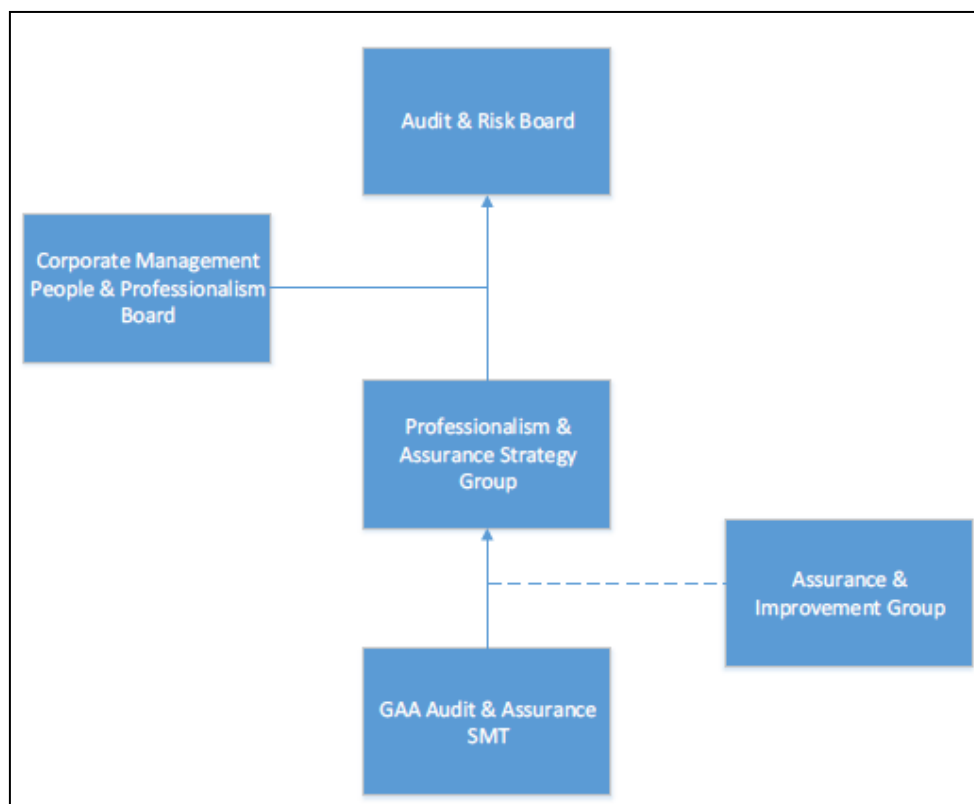 Audit & Risk Board
Corporate Management
People & Professionalism
Board
Professionalism &
Assurance Strategy
Group
Assurance &
Improvement Group
GAA Audit & Assurance
SMT